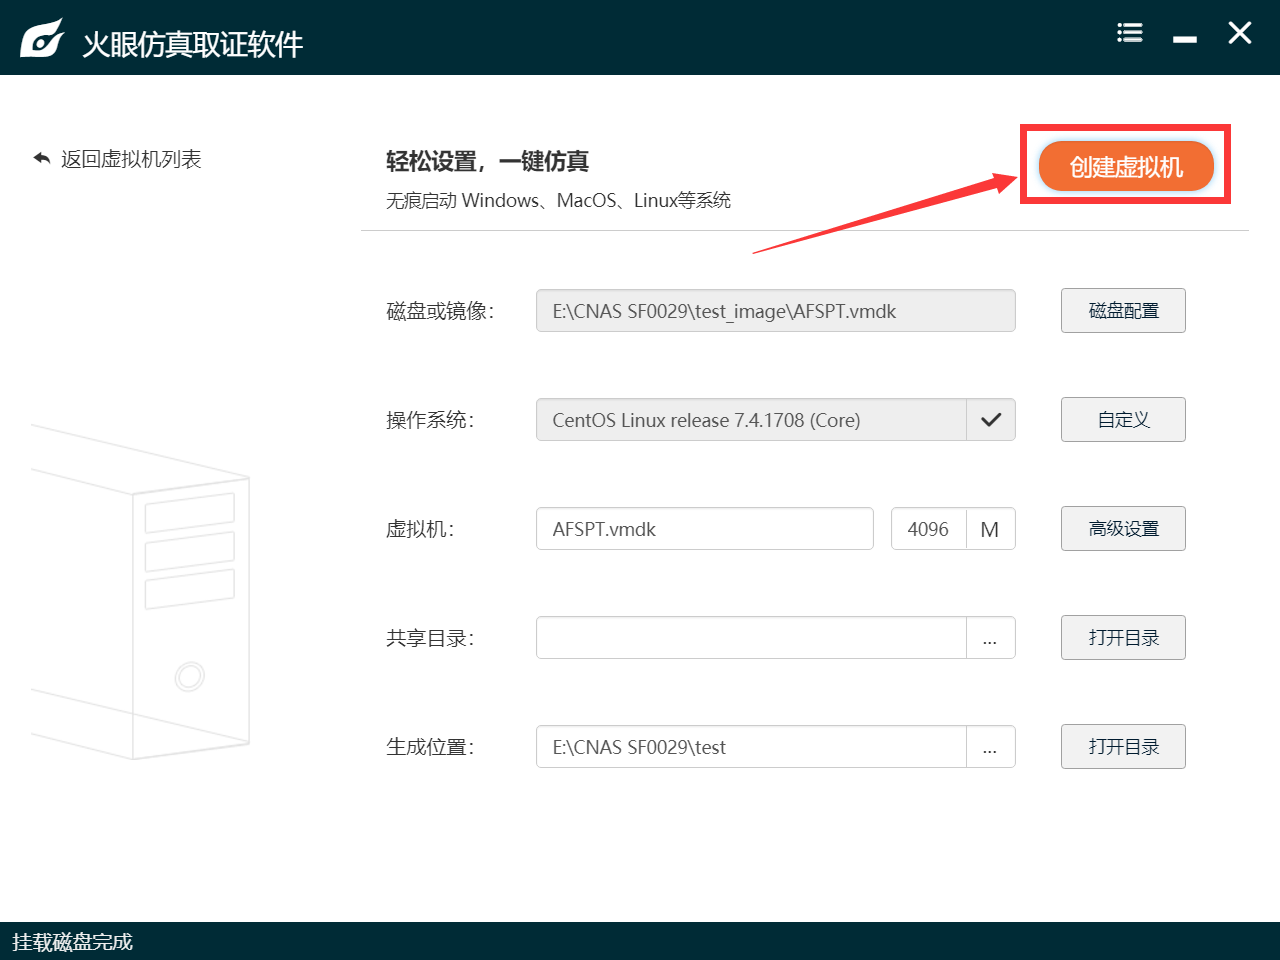 火眼仿真取证软件
返回虚拟机列表
轻松设置，一键仿真
创建虚拟机
无痕启动 Windows、MacOS、Linux等系统
磁盘或镜像： E:\CNAS SF0029\test_image\AFSPT.vmdk 磁盘配置
操作系统： CentOS Linux release 7.4.1708 (Core) 自定义
虚拟机： AFSPT.vmdk 4096 M 高级设置
共享目录： ... 打开目录
生成位置： E:\CNAS SF0029\test ... 打开目录
挂载磁盘完成